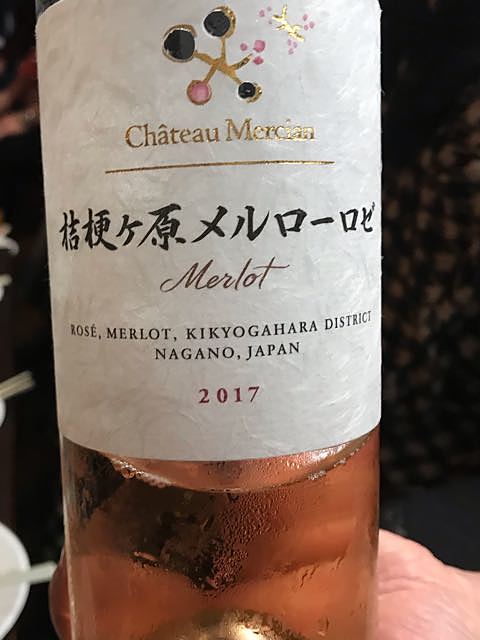 Château Mercian
桔梗ヶ原メルローロゼ
Merlot
ROSÉ, MERLOT, KIKYOGAHARA DISTRICT
NAGANO, JAPAN
2017